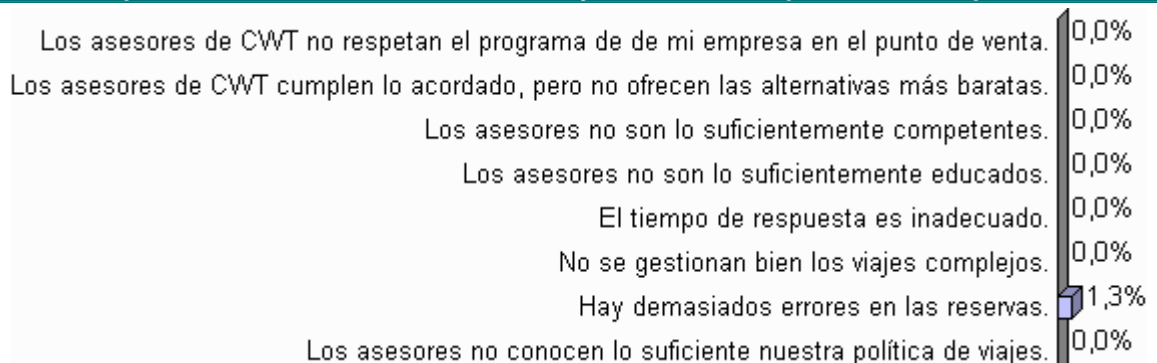 Los asesores de CWT no respetan el programa de de mi empresa en el punto de venta. 0,0%
Los asesores de CWT cumplen lo acordado, pero no ofrecen las alternativas más baratas. 0,0%
Los asesores no son lo suficientemente competentes. 0,0%
Los asesores no son lo suficientemente educados. 0,0%
El tiempo de respuesta es inadecuado. 0,0%
No se gestionan bien los viajes complejos. 0,0%
Hay demasiados errores en las reservas. 1,3%
Los asesores no conocen lo suficiente nuestra política de viajes. 0,0%